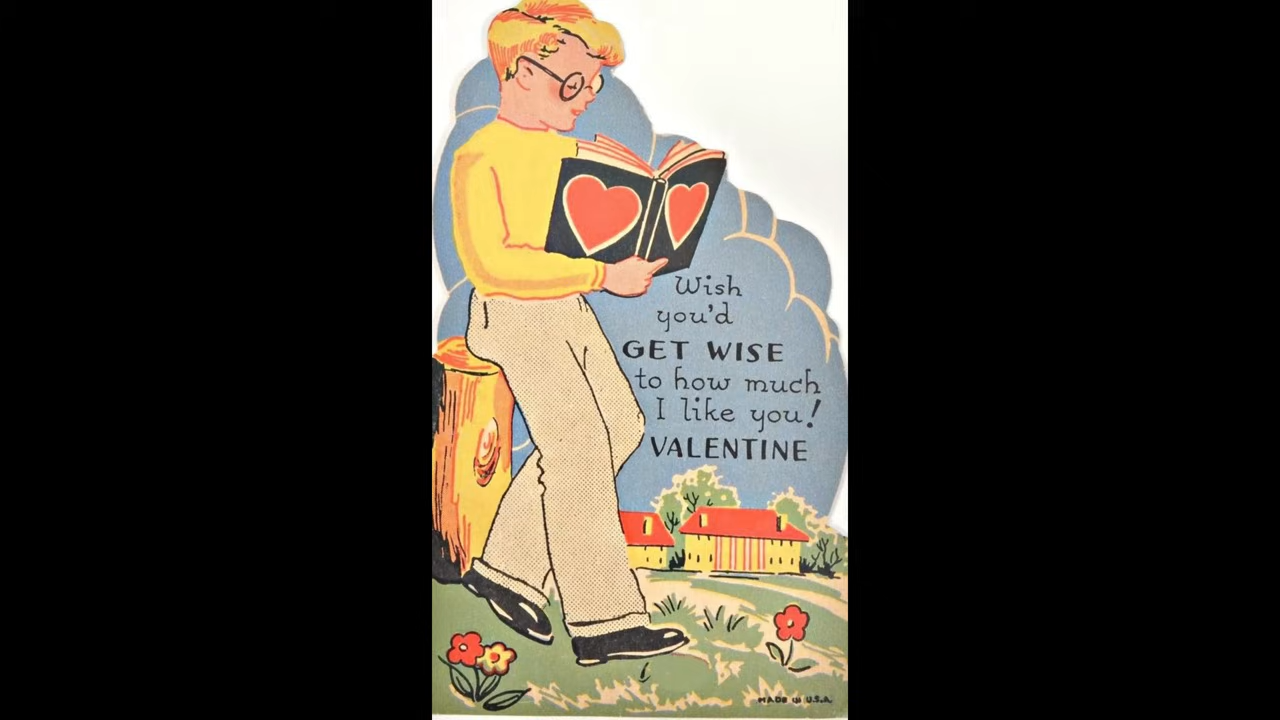 Wish
you'd
GET WISE
to how much
I like you!
VALENTINE
MADE IN U.S.A.